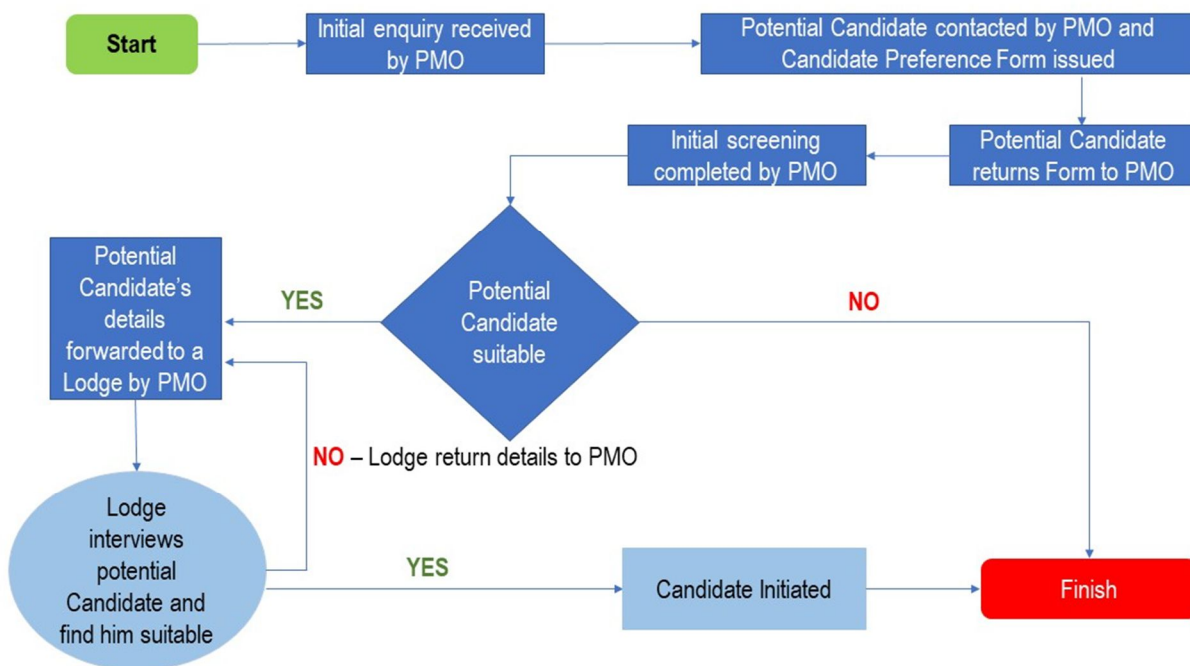 Start
Initial enquiry received
by PMO
Potential Candidate contacted by PMO and
Candidate Preference Form issued
Potential Candidate
returns Form to PMO
Initial screening
completed by PMO
Potential
Candidate
suitable
YES
NO
Potential
Candidate’s
details
forwarded to a
Lodge by PMO
NO – Lodge return details to PMO
Lodge
interviews
potential
Candidate and
find him suitable
YES
Candidate Initiated
Finish